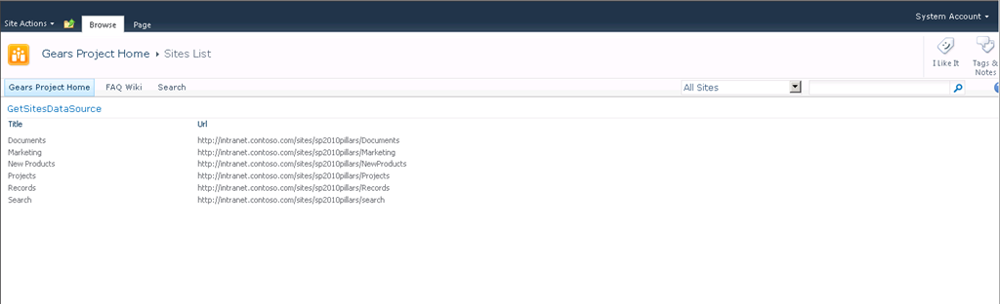 Site Actions Browse Page System Account
Gears Project Home Sites List
I Like It Tags &
Notes
Gears Project Home FAQ Wiki Search All Sites
GetSitesDataSource
Title Url
Documents http://intranet.contoso.com/sites/sp2010pillars/Documents
Marketing http://intranet.contoso.com/sites/sp2010pillars/Marketing
New Products http://intranet.contoso.com/sites/sp2010pillars/NewProducts
Projects http://intranet.contoso.com/sites/sp2010pillars/Projects
Records http://intranet.contoso.com/sites/sp2010pillars/Records
Search http://intranet.contoso.com/sites/sp2010pillars/search